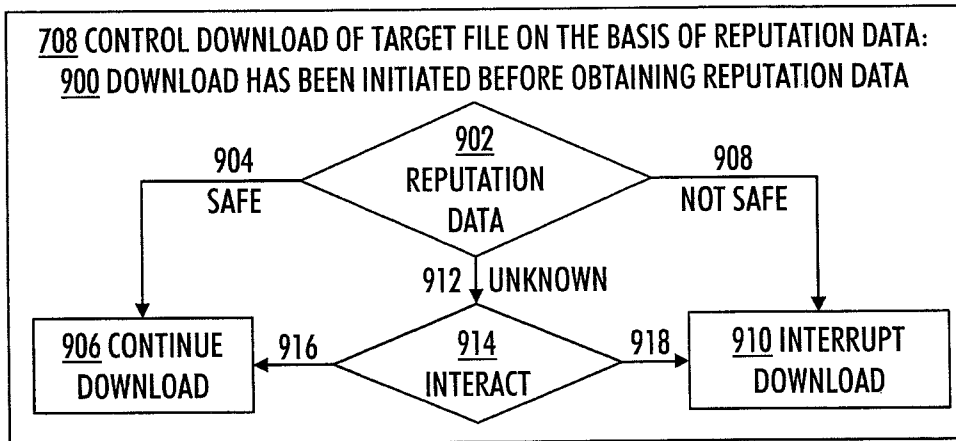 708 CONTROL DOWNLOAD OF TARGET FILE ON THE BASIS OF REPUTATION DATA:
900 DOWNLOAD HAS BEEN INITIATED BEFORE OBTAINING REPUTATION DATA
902
REPUTATION
DATA
904
SAFE
908
NOT SAFE
912 UNKNOWN
906 CONTINUE
DOWNLOAD
916
914
INTERACT
918
910 INTERRUPT
DOWNLOAD